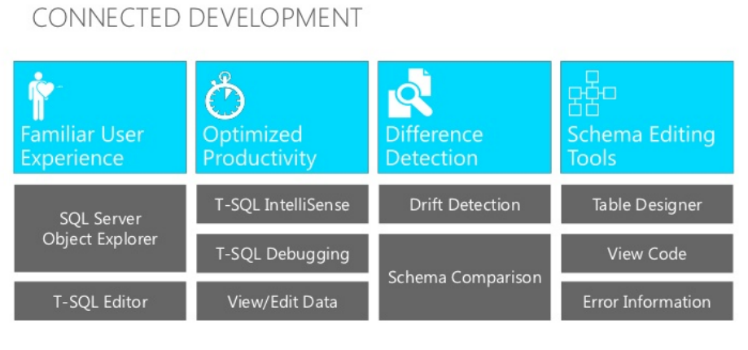 CONNECTED DEVELOPMENT
Familiar User
Experience
Optimized
Productivity
Difference
Detection
Schema Editing
Tools
SQL Server
Object Explorer
T-SQL Editor
T-SQL IntelliSense
T-SQL Debugging
View/Edit Data
Drift Detection
Schema Comparison
Table Designer
View Code
Error Information